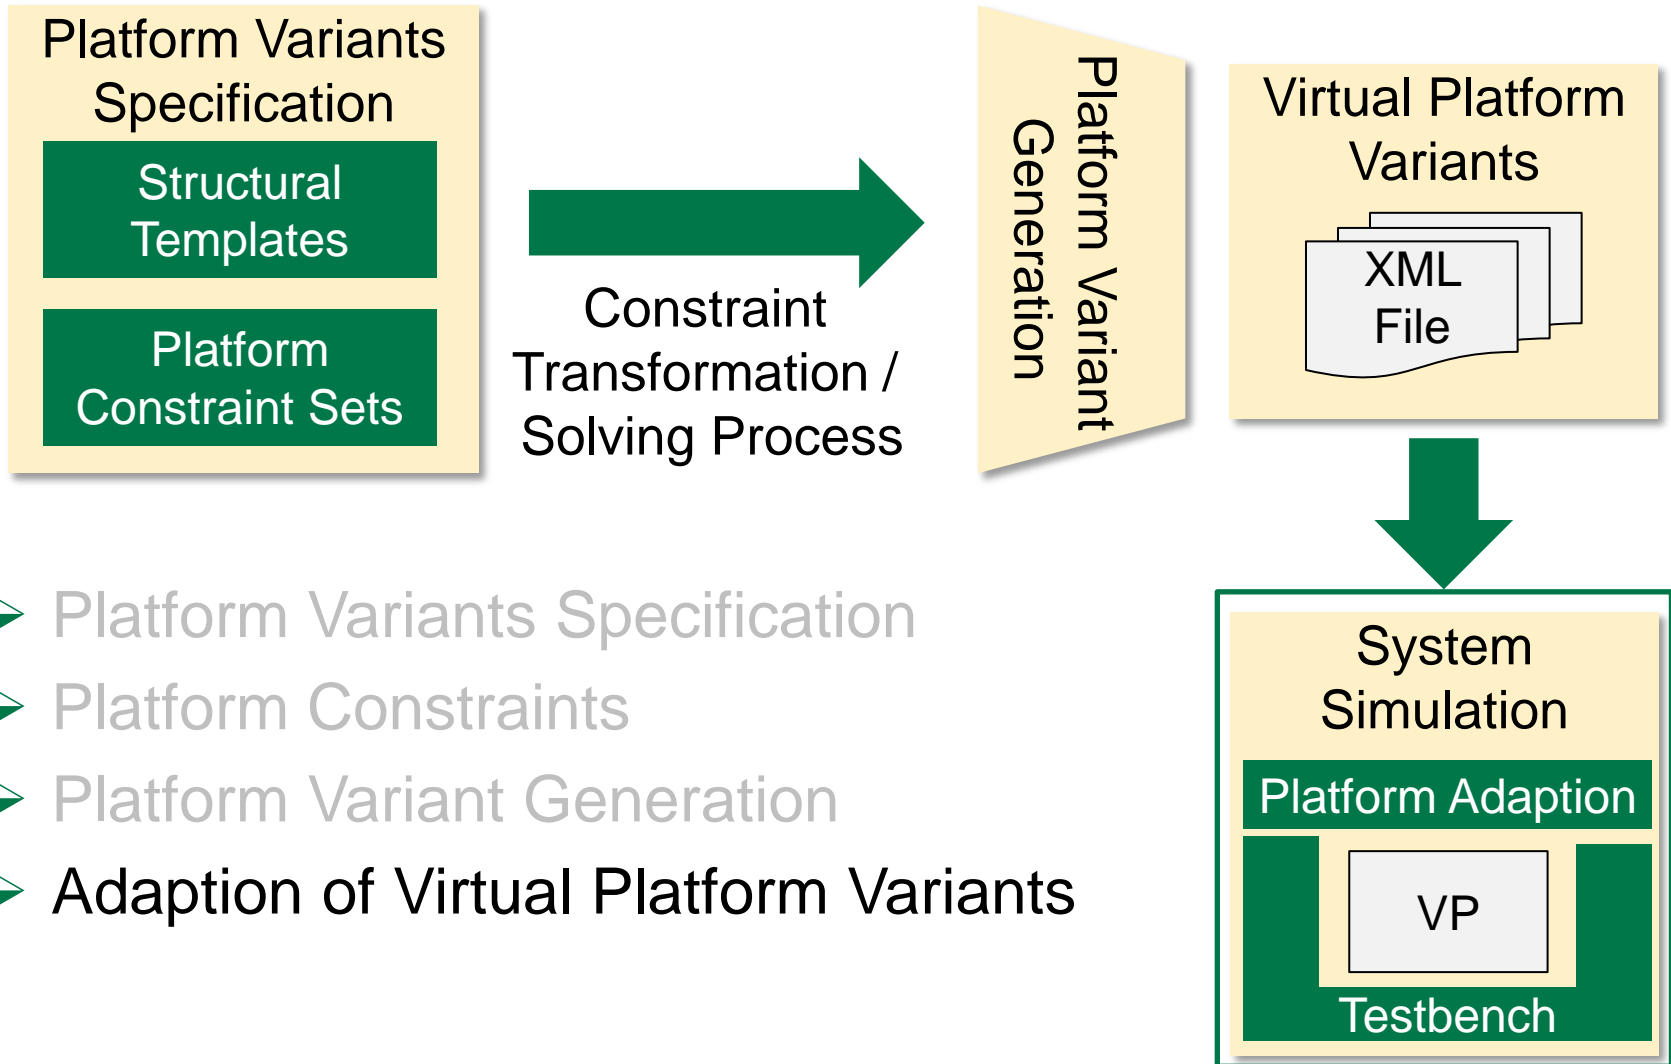 Platform Variants
Specification
Structural
Templates
Platform
Constraint Sets
Constraint
Transformation /
Solving Process
Platform Variant
Generation
Virtual Platform
Variants
XML
File
Platform Variants Specification
Platform Constraints
Platform Variant Generation
Adaption of Virtual Platform Variants
System
Simulation
Platform Adaption
VP
Testbench